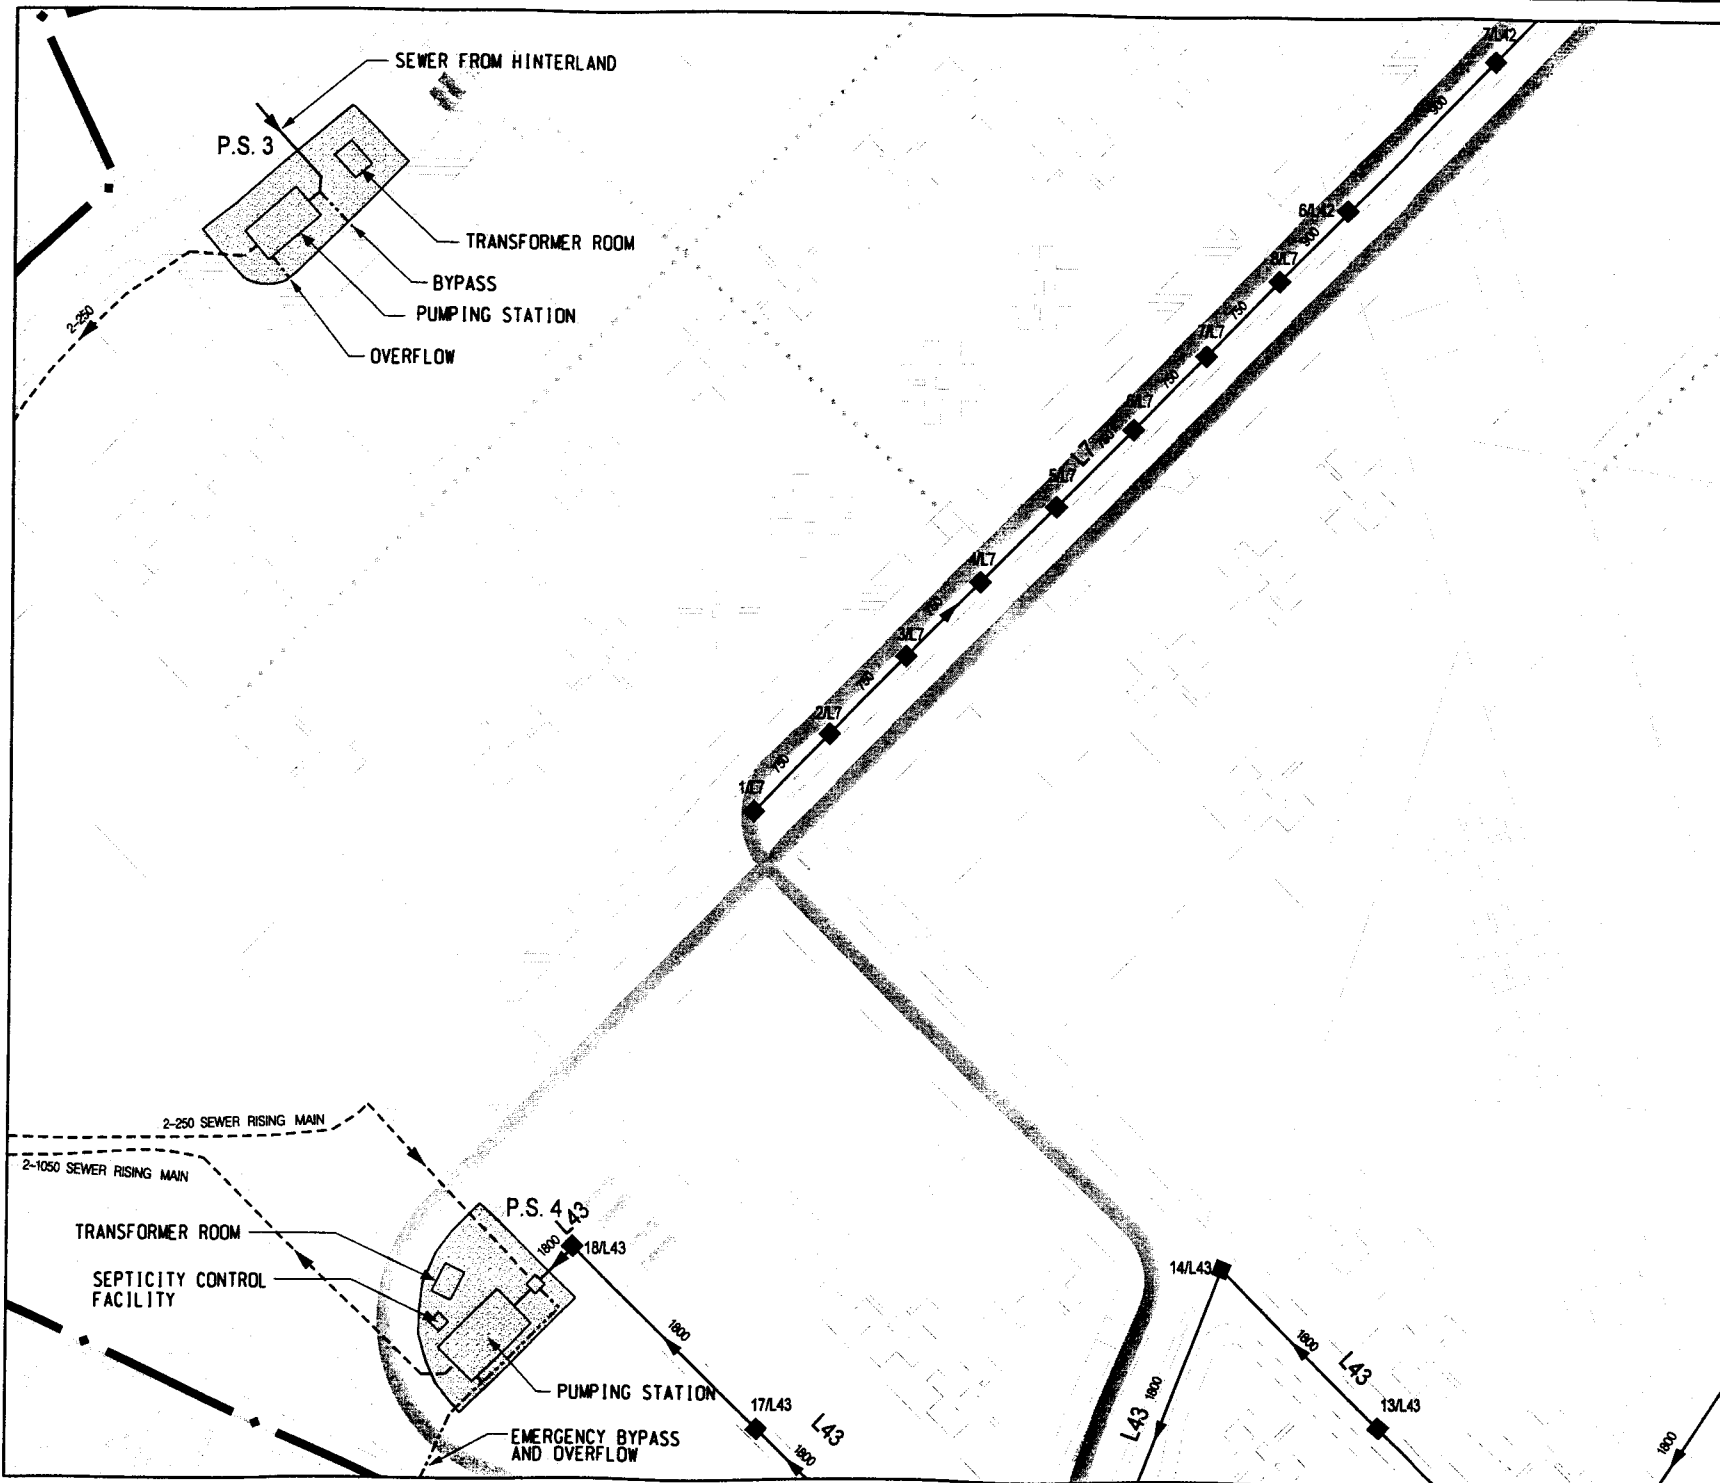 SEWER FROM HINTERLAND
P.S. 3
TRANSFORMER ROOM
BYPASS
PUMPING STATION
OVERFLOW
2-250
7/L42
900
6/L42
900
8/L7
750
7/L7
750
L7
5/L7
4/L7
750
3/L7
750
2/L7
750
1/L7
2-250 SEWER RISING MAIN
2-1050 SEWER RISING MAIN
P.S. 4
L43
1800
18/L43
TRANSFORMER ROOM
SEPTICITY CONTROL
FACILITY
1800
PUMPING STATION
17/L43
L43
1800
EMERGENCY BYPASS
AND OVERFLOW
14/L43
1800
L43
1800
L43
13/L43
1800